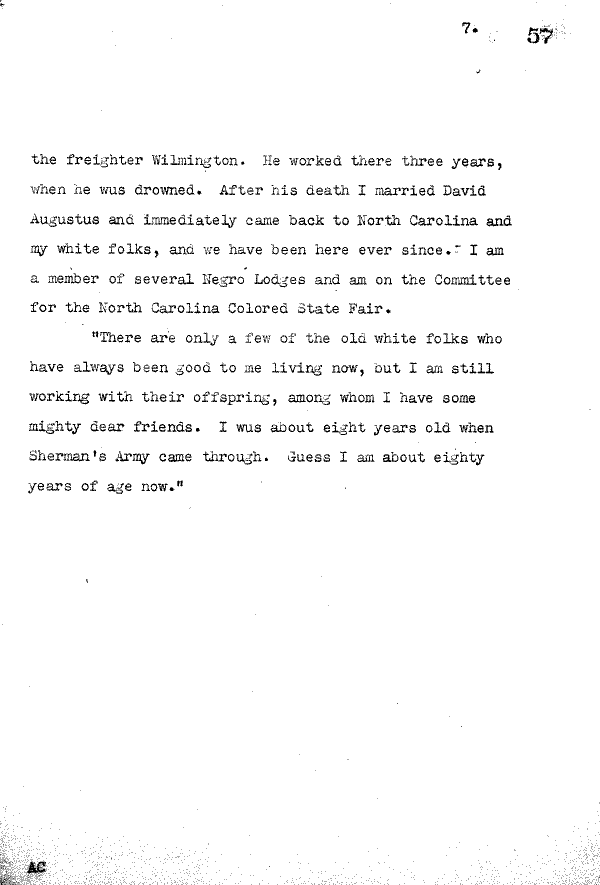 7. 57
the freighter Wilmington. He worked there three years,
when he wus drowned. After his death I married David
Augustus and immediately came back to North Carolina and
my white folks, and we have been here ever since. I am
a member of several Negro Lodges and am on the Committee
for the North Carolina Colored State Fair.
"There are only a few of the old white folks who
have always been good to me living now, but I am still
working with their offspring, among whom I have some
mighty dear friends. I wus about eight years old when
Sherman's Army came through. Guess I am about eighty
years of age now."
AC